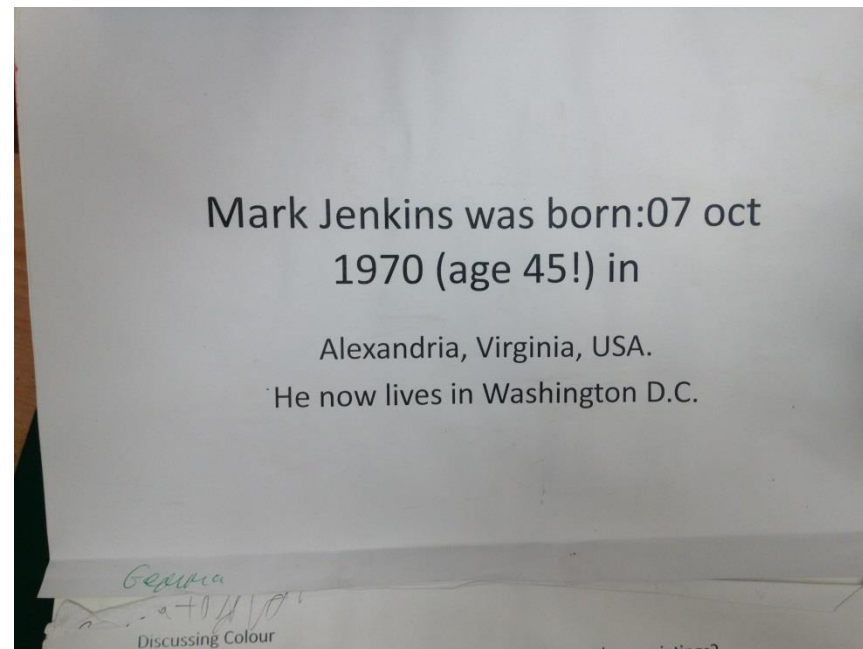 Mark Jenkins was born:07 oct
1970 (age 45!) in
Alexandria, Virginia, USA.
He now lives in Washington D.C.
Discussing Colour